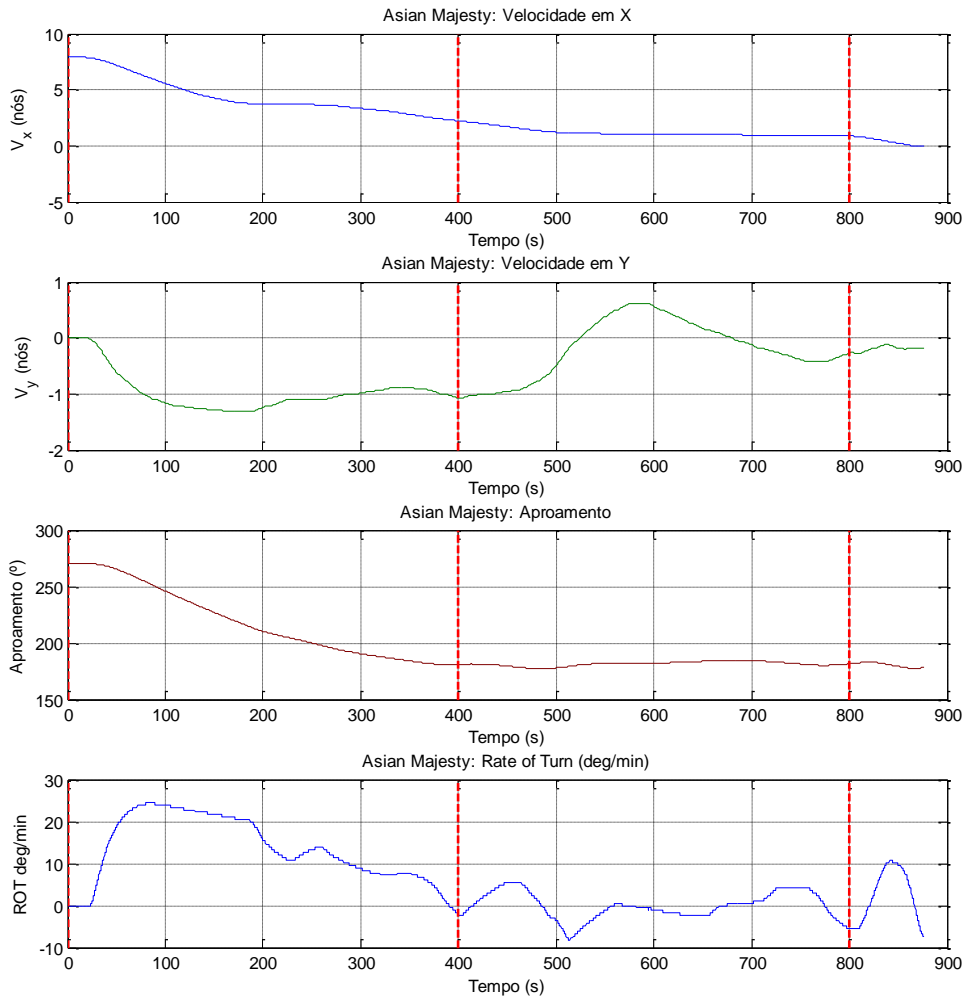 Asian Majesty: Velocidade em X
10
5
0
-5
V_x (nós)
0 100 200 300 400 500 600 700 800 900
Tempo (s)
Asian Majesty: Velocidade em Y
1
0
-1
-2
V_y (nós)
0 100 200 300 400 500 600 700 800 900
Tempo (s)
Asian Majesty: Aproamento
300
250
200
150
Aproamento (º)
0 100 200 300 400 500 600 700 800 900
Tempo (s)
Asian Majesty: Rate of Turn (deg/min)
30
20
10
0
-10
ROT deg/min
0 100 200 300 400 500 600 700 800 900
Tempo (s)